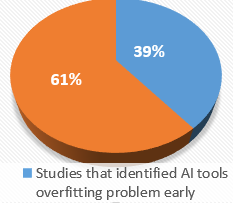 39%
61%
Studies that identified AI tools
overfitting problem early